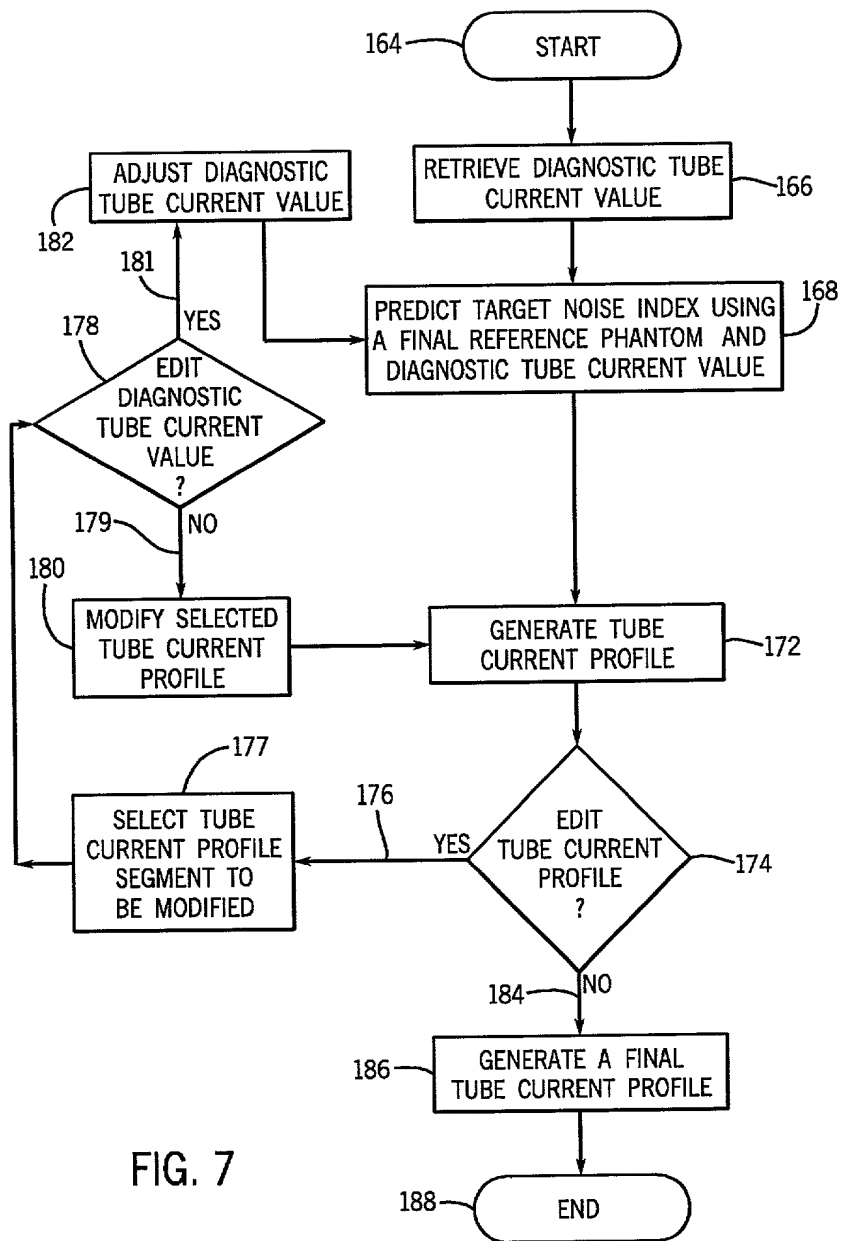 164
START
RETRIEVE DIAGNOSTIC TUBE
CURRENT VALUE
166
ADJUST DIAGNOSTIC
TUBE CURRENT VALUE
182
181
YES
PREDICT TARGET NOISE INDEX USING
A FINAL REFERENCE PHANTOM AND
DIAGNOSTIC TUBE CURRENT VALUE
168
178
EDIT
DIAGNOSTIC
TUBE CURRENT
VALUE
?
179
NO
180
MODIFY SELECTED
TUBE CURRENT
PROFILE
GENERATE TUBE
CURRENT PROFILE
172
177
SELECT TUBE
CURRENT PROFILE
SEGMENT TO
BE MODIFIED
176
YES
EDIT
TUBE CURRENT
PROFILE
?
174
184
NO
186
GENERATE A FINAL
TUBE CURRENT PROFILE
FIG. 7
188
END